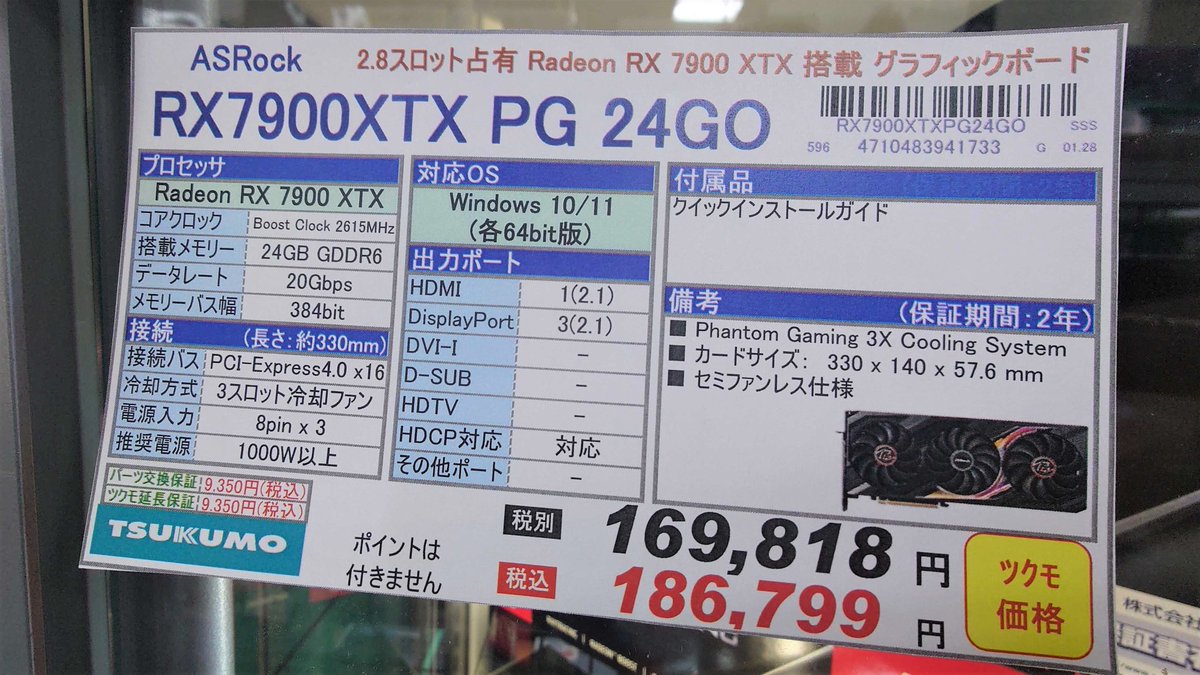 ASRock
2.8スロット占有 Radeon RX 7900 XTX 搭載 グラフィックボード
RX7900XTX PG 24GO
RX7900XTXPG24GO SSS
596 4710483941733 G 01.28
プロセッサ
Radeon RX 7900 XTX
コアクロック Boost Clock 2615MHz
搭載メモリー 24GB GDDR6
データレート 20Gbps
メモリーバス幅 384bit
接続 (長さ:約330mm)
接続バス PCI-Express4.0 x16
冷却方式 3スロット冷却ファン
電源入力 8pin x 3
推奨電源 1000W以上
対応OS
Windows 10/11
(各64bit版)
出力ポート
HDMI 1(2.1)
DisplayPort 3(2.1)
DVI-I -
D-SUB -
HDTV -
HDCP対応 対応
その他ポート -
付属品
クイックインストールガイド
備考 (保証期間:2年)
■ Phantom Gaming 3X Cooling System
■ カードサイズ: 330 x 140 x 57.6 mm
■ セミファンレス仕様
パーツ交換保証 9,350円(税込)
ツクモ延長保証 9,350円(税込)
TSUKUMO
ポイントは
付きません
税別 169,818 円
税込 186,799 円
ツクモ
価格
株式会社